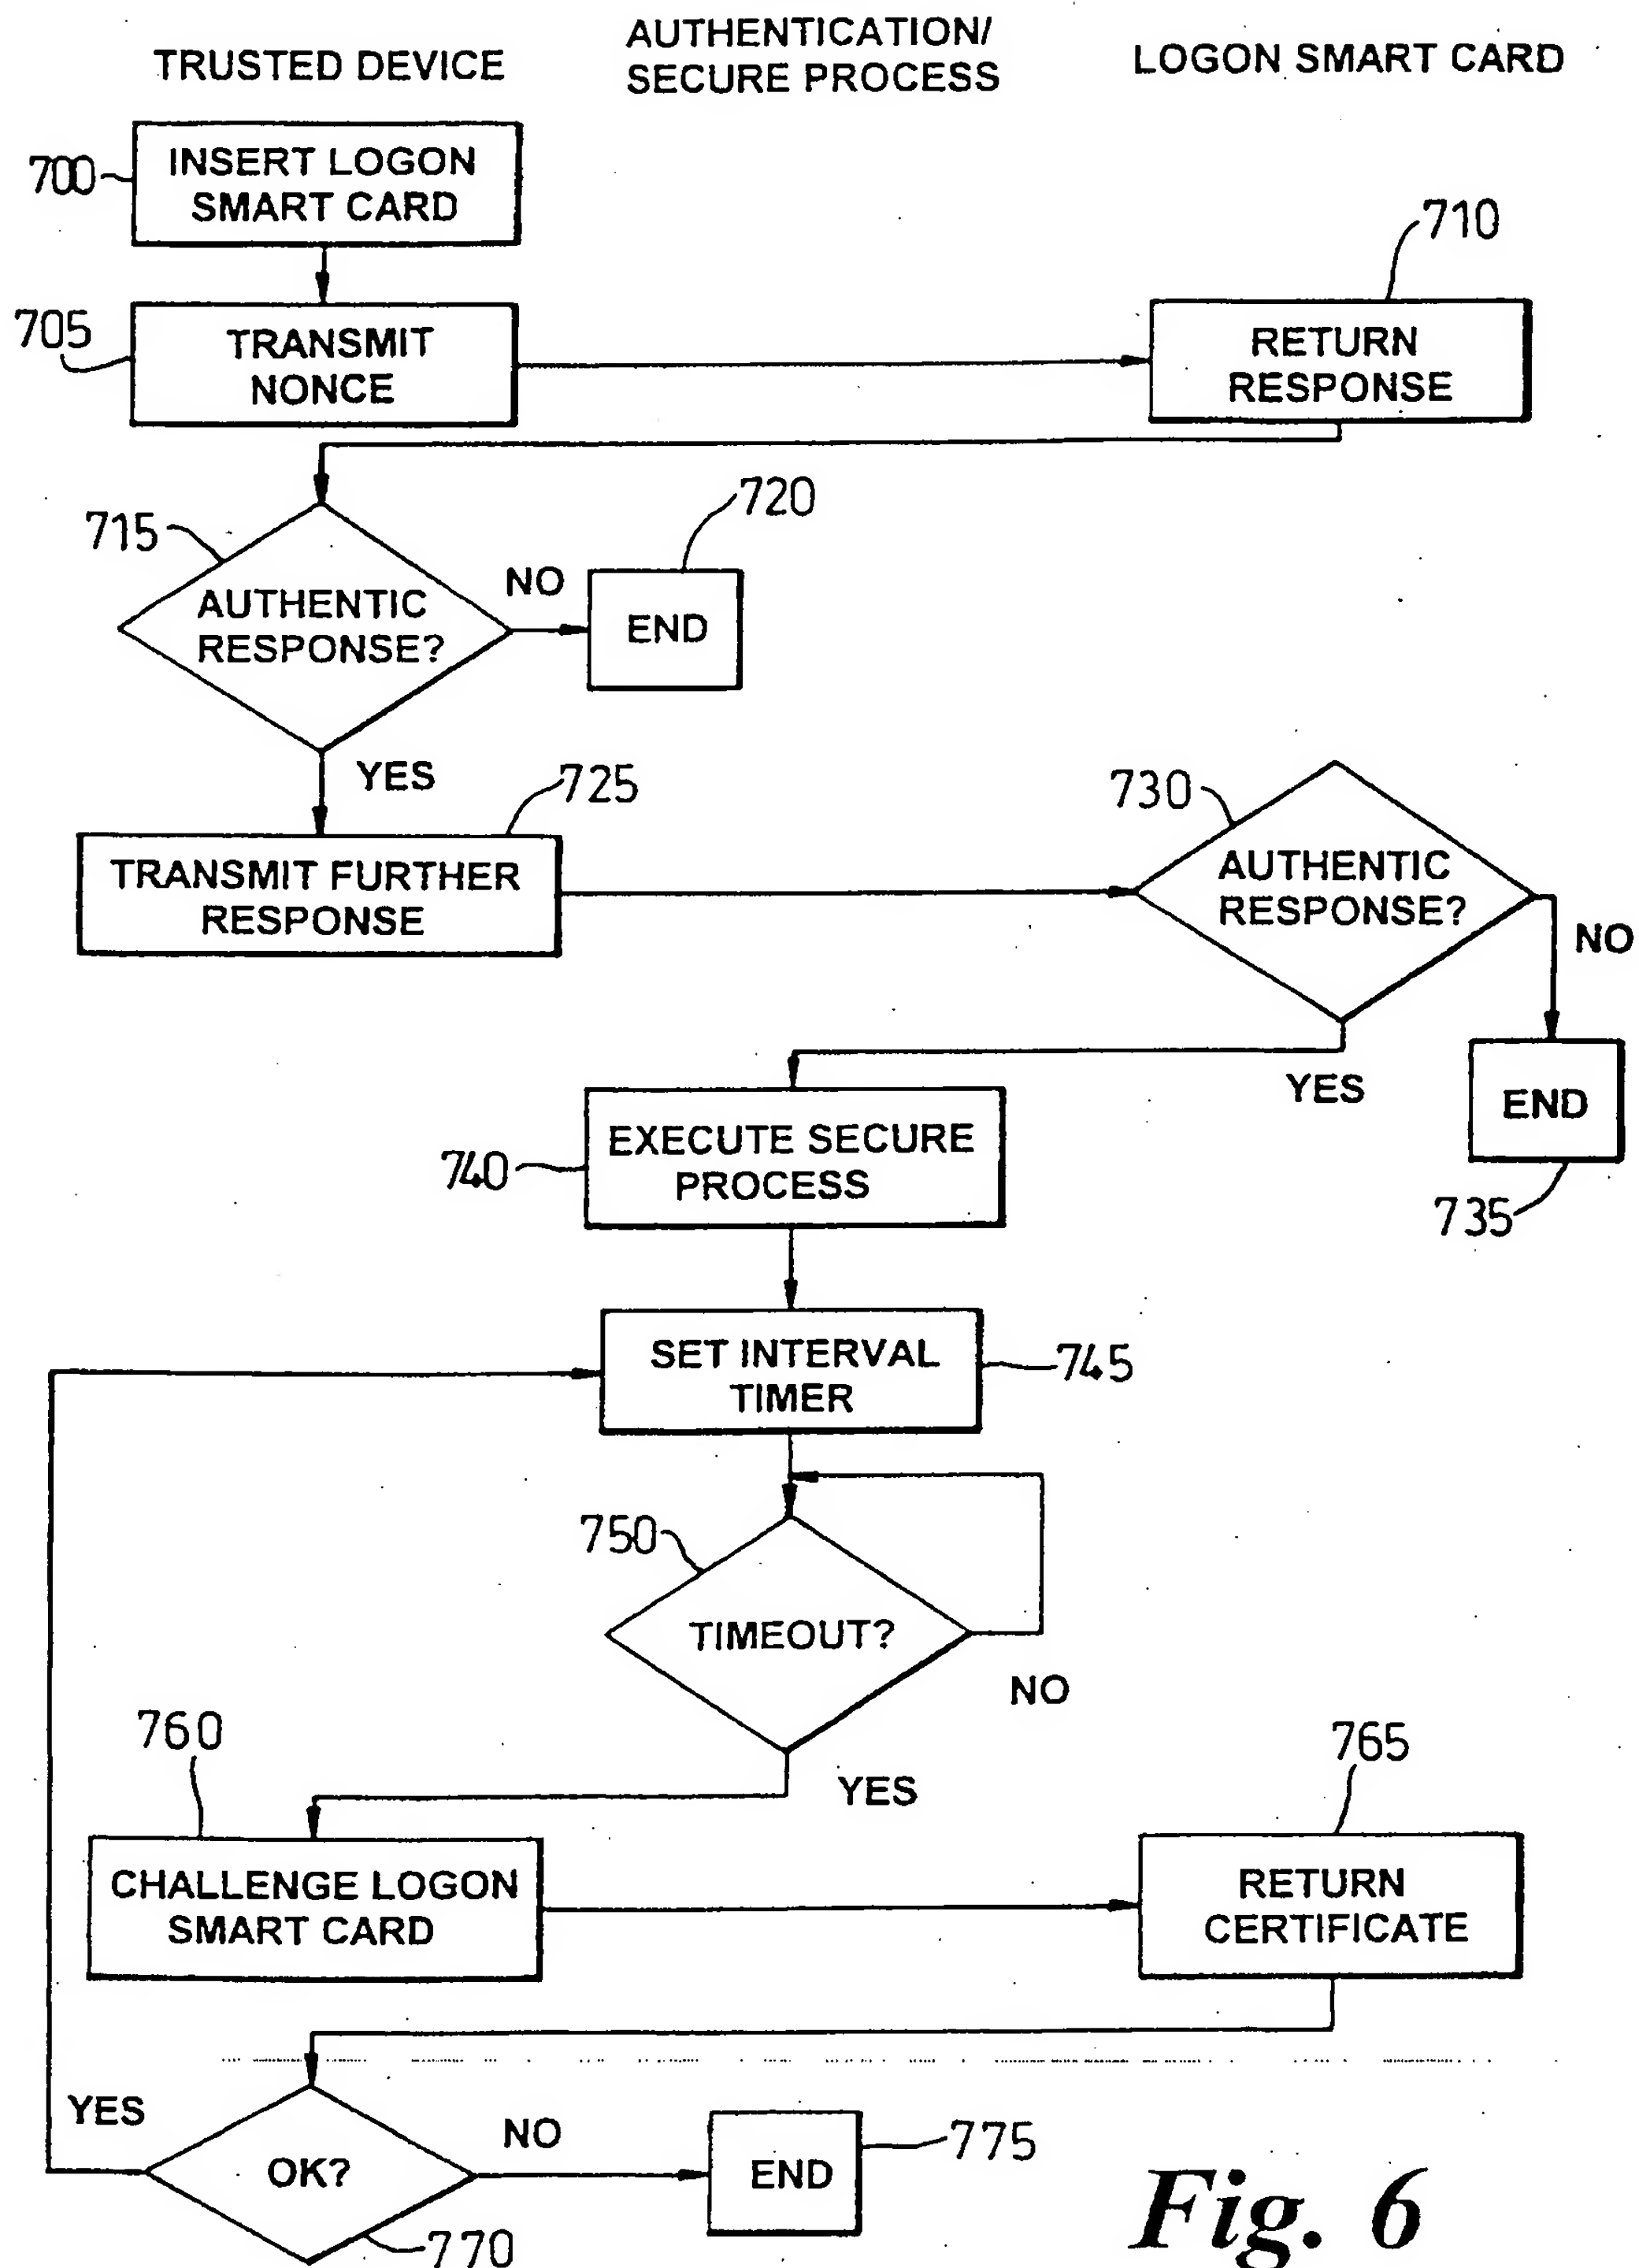 TRUSTED DEVICE
AUTHENTICATION/
SECURE PROCESS
LOGON SMART CARD
700
INSERT LOGON
SMART CARD
710
705
TRANSMIT
NONCE
RETURN
RESPONSE
720
715
NO
AUTHENTIC
RESPONSE?
END
YES
725
730
TRANSMIT FURTHER
RESPONSE
AUTHENTIC
RESPONSE?
NO
YES
END
735
740
EXECUTE SECURE
PROCESS
SET INTERVAL
TIMER
745
750
TIMEOUT?
NO
760
YES
765
CHALLENGE LOGON
SMART CARD
RETURN
CERTIFICATE
YES
NO
OK?
END
775
770
Fig. 6